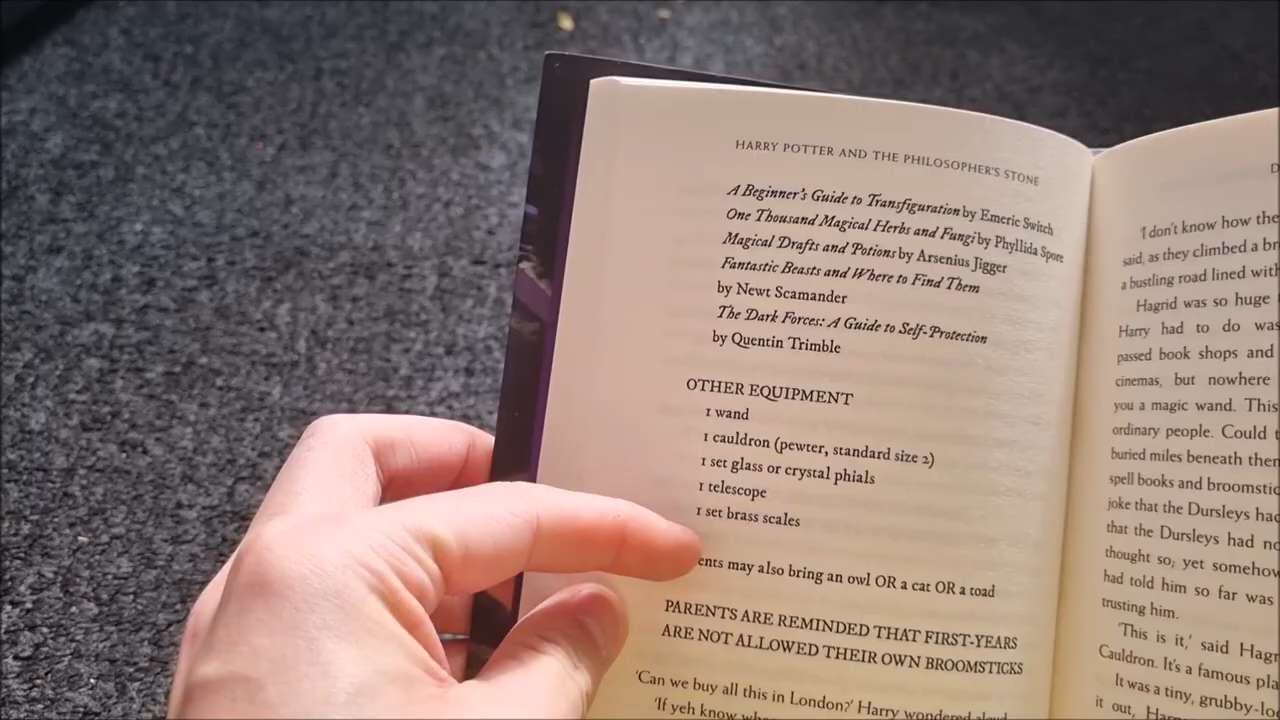 HARRY POTTER AND THE PHILOSOPHER'S STONE
A Beginner's Guide to Transfiguration by Emeric Switch
One Thousand Magical Herbs and Fungi by Phyllida Spore
Magical Drafts and Potions by Arsenius Jigger
Fantastic Beasts and Where to Find Them
by Newt Scamander
The Dark Forces: A Guide to Self-Protection
by Quentin Trimble
OTHER EQUIPMENT
1 wand
1 cauldron (pewter, standard size 2)
1 set glass or crystal phials
1 telescope
1 set brass scales
ents may also bring an owl OR a cat OR a toad
PARENTS ARE REMINDED THAT FIRST-YEARS
ARE NOT ALLOWED THEIR OWN BROOMSTICKS
'Can we buy all this in London?' Harry wondered aloud.
'If yeh know
D
'I don't know how the
said, as they climbed a br
a bustling road lined with
Hagrid was so huge
Harry had to do was
passed book shops and
cinemas, but nowhere
you a magic wand. This
ordinary people. Could t
buried miles beneath them
spell books and broomstic
joke that the Dursleys had
that the Dursleys had no
thought so; yet somehow
had told him so far was
trusting him.
'This is it,' said Hagr
Cauldron. It's a famous pla
It was a tiny, grubby-loo
it out, Harr